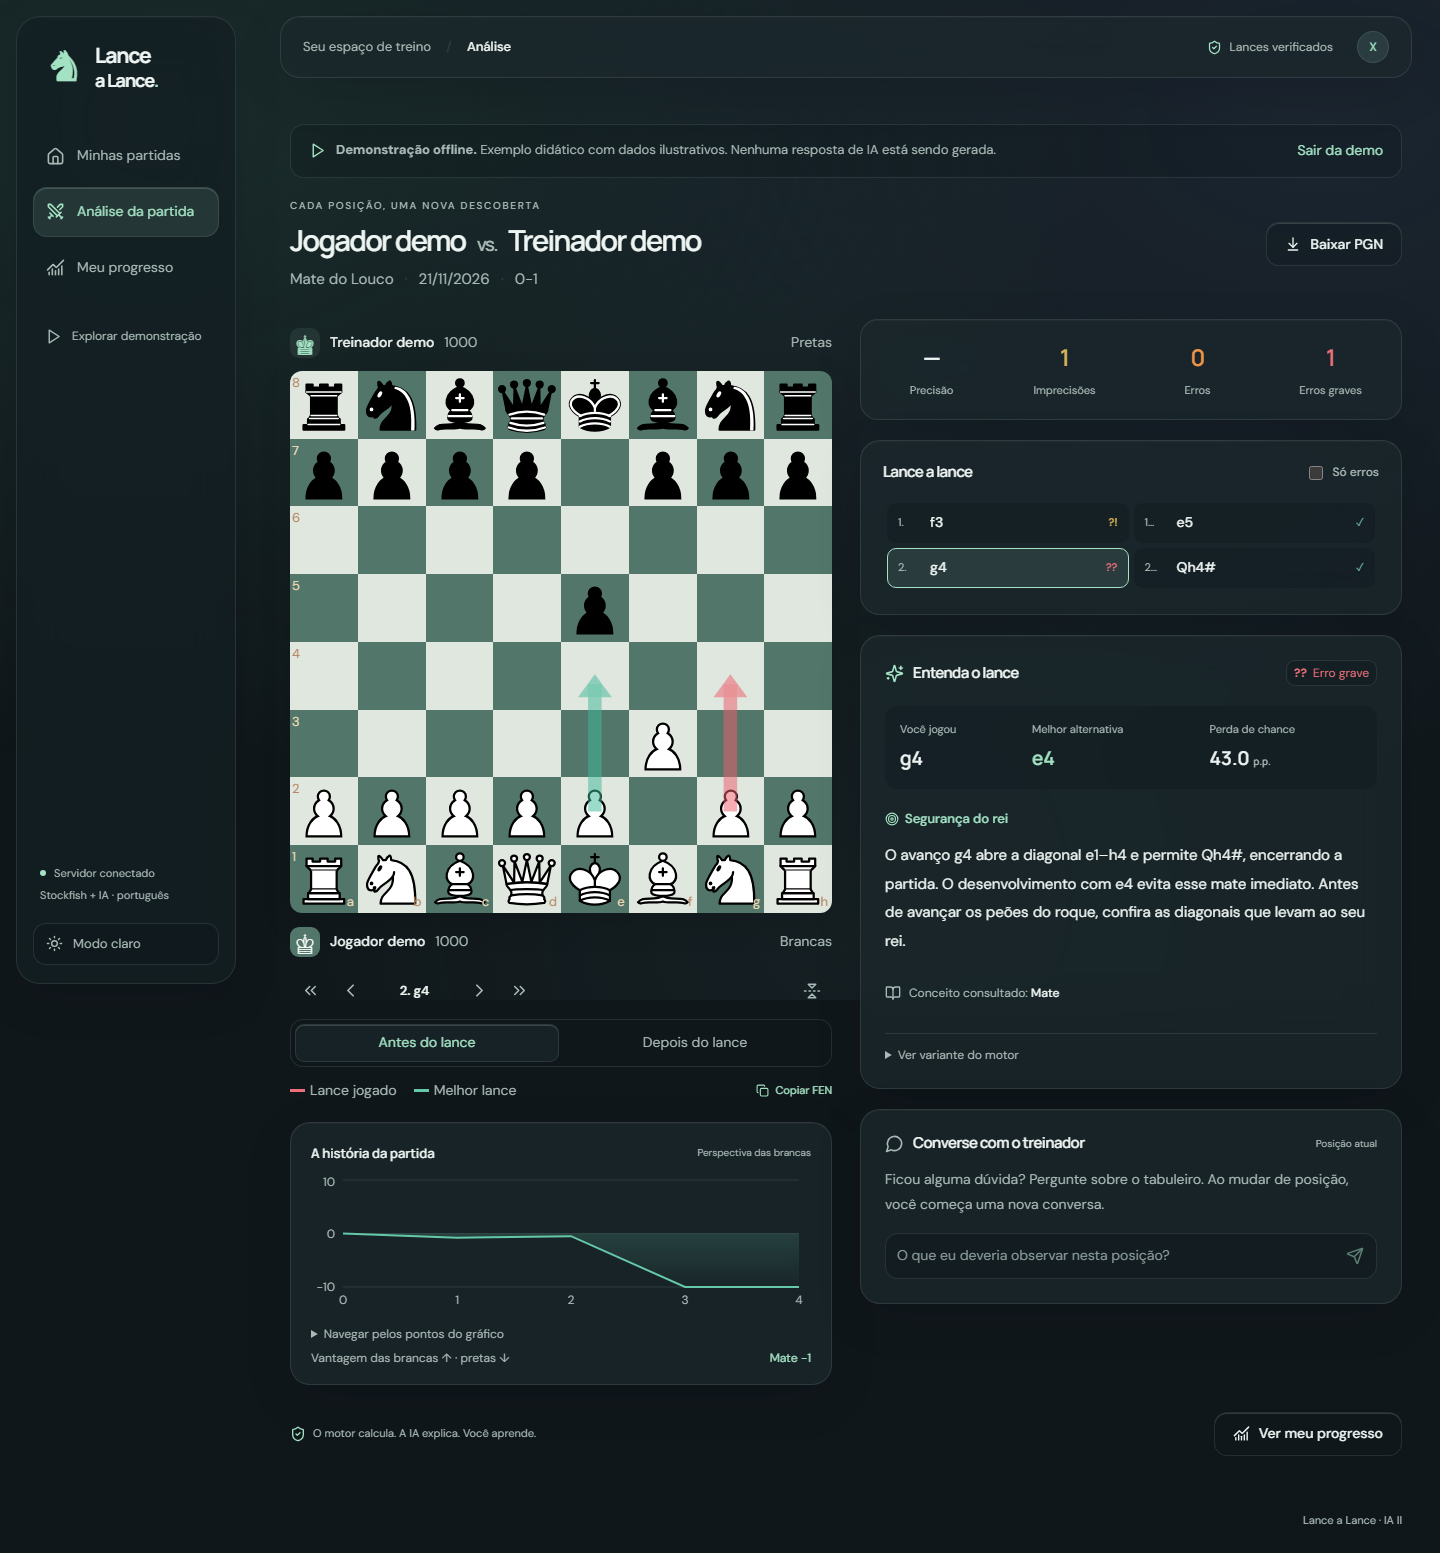 Lance
a Lance.
Minhas partidas
Análise da partida
Meu progresso
Explorar demonstração
Servidor conectado
Stockfish + IA · português
Modo claro
Seu espaço de treino / Análise
Lances verificados
X
Demonstração offline. Exemplo didático com dados ilustrativos. Nenhuma resposta de IA está sendo gerada.
Sair da demo
CADA POSIÇÃO, UMA NOVA DESCOBERTA
Jogador demo vs. Treinador demo
Mate do Louco · 21/11/2026 · 0-1
Baixar PGN
Treinador demo 1000
Pretas
8
7
6
5
4
3
2
1
a b c d e f g h
Jogador demo 1000
Brancas
2. g4
Antes do lance
Depois do lance
Lance jogado
Melhor lance
Copiar FEN
A história da partida
Perspectiva das brancas
10
0
-10
0 1 2 3 4
Navegar pelos pontos do gráfico
Vantagem das brancas ↑ · pretas ↓
Mate -1
— 1 0 1
Precisão Imprecisões Erros Erros graves
Lance a lance
Só erros
1. f3 ?! 1... e5 ✓
2. g4 ?? 2... Qh4# ✓
Entenda o lance
?? Erro grave
Você jogou Melhor alternativa Perda de chance
g4 e4 43.0 p.p.
Segurança do rei
O avanço g4 abre a diagonal e1–h4 e permite Qh4#, encerrando a
partida. O desenvolvimento com e4 evita esse mate imediato. Antes
de avançar os peões do roque, confira as diagonais que levam ao seu
rei.
Conceito consultado: Mate
Ver variante do motor
Converse com o treinador
Posição atual
Ficou alguma dúvida? Pergunte sobre o tabuleiro. Ao mudar de posição,
você começa uma nova conversa.
O que eu deveria observar nesta posição?
O motor calcula. A IA explica. Você aprende.
Ver meu progresso
Lance a Lance · IA II